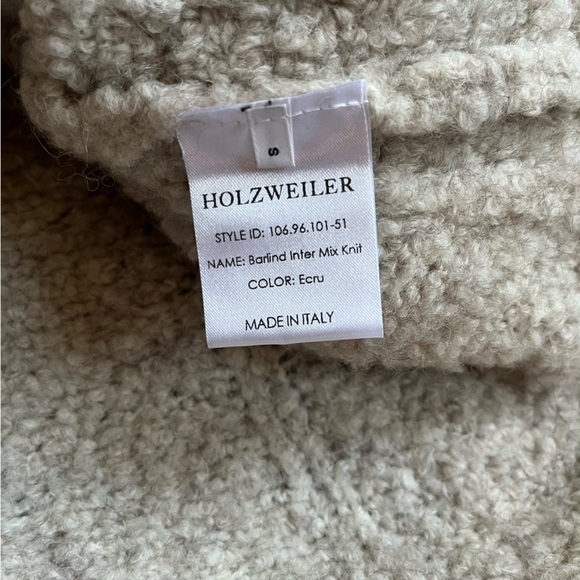 S
HOLZWEILER
STYLE ID: 106.96.101-51
NAME: Barlind Inter Mix Knit
COLOR: Ecru
MADE IN ITALY